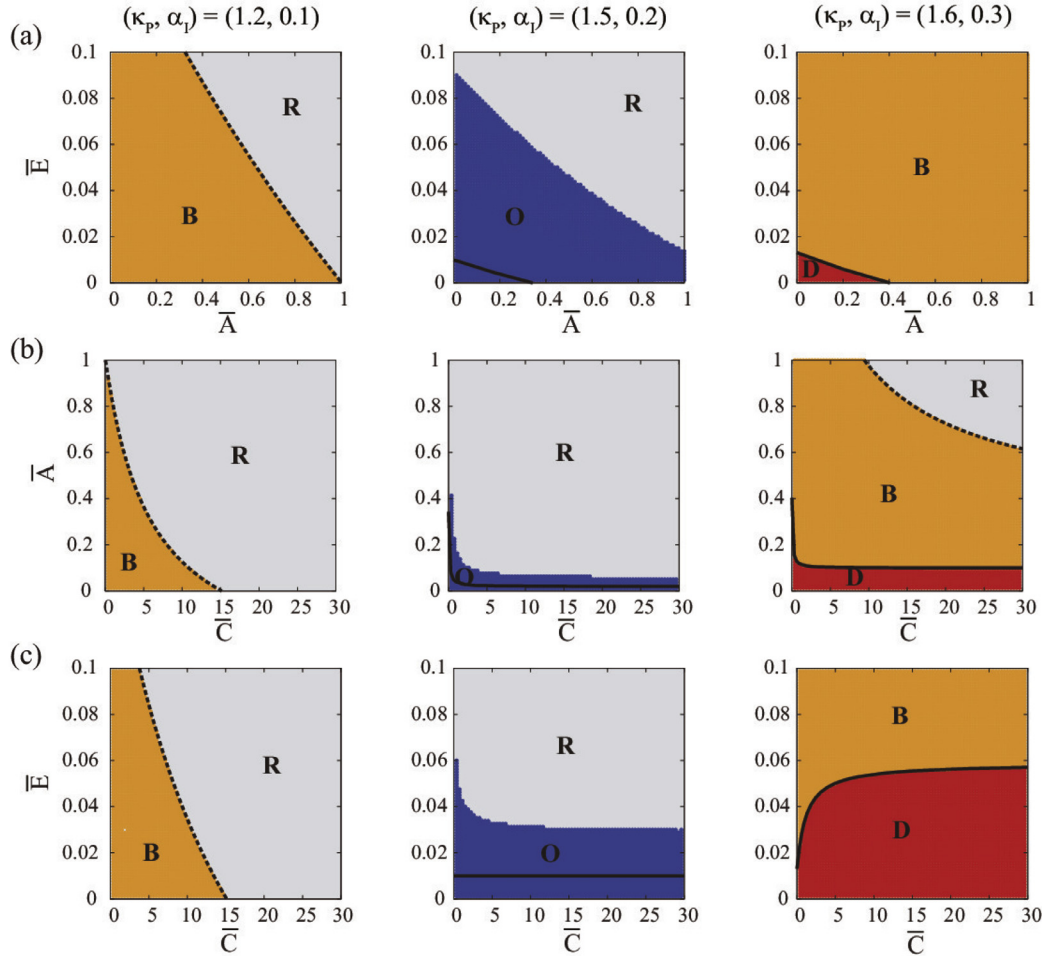 (κP, αI) = (1.2, 0.1) (κP, αI) = (1.5, 0.2) (κP, αI) = (1.6, 0.3)
(a)
0.1 0.1 0.1
0.08 0.08 0.08
0.06 0.06 0.06
0.04 0.04 0.04
0.02 0.02 0.02
0 0 0
E̅
R R B
B O D
0 0.2 0.4 0.6 0.8 1 0 0.2 0.4 0.6 0.8 1 0 0.2 0.4 0.6 0.8 1
A̅ A̅ A̅
(b)
1 1 1
0.8 0.8 0.8
0.6 0.6 0.6
0.4 0.4 0.4
0.2 0.2 0.2
0 0 0
A̅
R R R
B O B
D
0 5 10 15 20 25 30 0 5 10 15 20 25 30 0 5 10 15 20 25 30
C̅ C̅ C̅
(c)
0.1 0.1 0.1
0.08 0.08 0.08
0.06 0.06 0.06
0.04 0.04 0.04
0.02 0.02 0.02
0 0 0
E̅
R R B
B O D
0 5 10 15 20 25 30 0 5 10 15 20 25 30 0 5 10 15 20 25 30
C̅ C̅ C̅